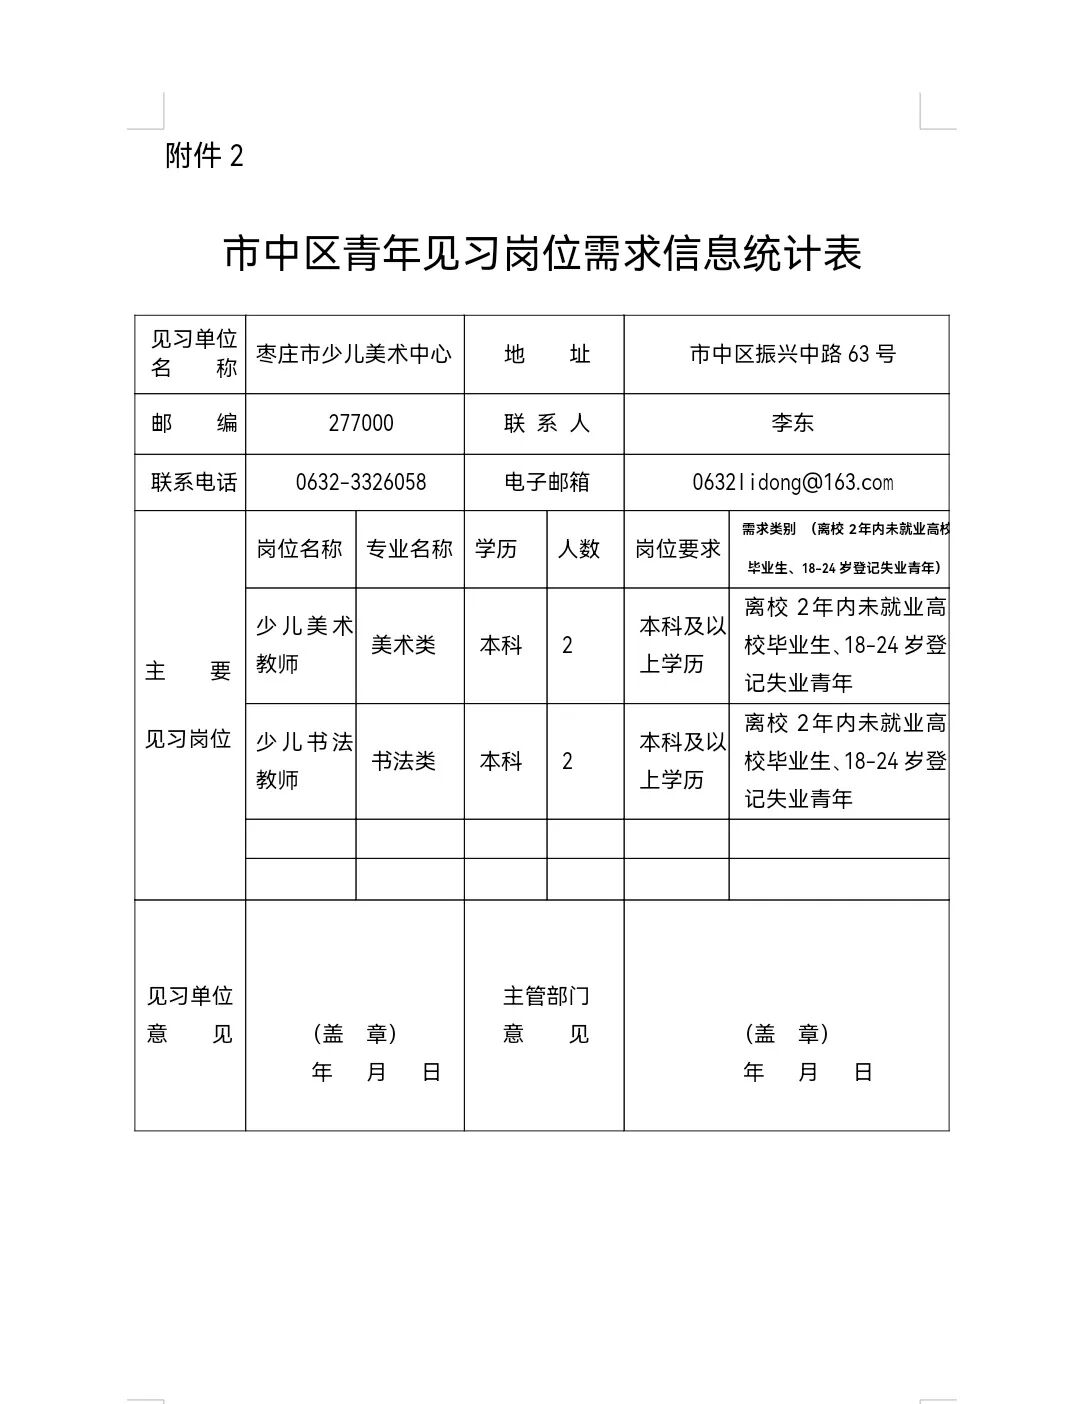 附件 2
市中区青年见习岗位需求信息统计表
见习单位
名　　称
枣庄市少儿美术中心
地　　址
市中区振兴中路 63 号
邮　　编
277000
联 系 人
李东
联系电话
0632-3326058
电子邮箱
0632lidong@163.com
主　　要
见习岗位
岗位名称
专业名称
学历
人数
岗位要求
需求类别 （离校 2年内未就业高校
毕业生、18-24 岁登记失业青年）
少儿美术
教师
美术类
本科
2
本科及以
上学历
离校 2年内未就业高
校毕业生、18-24 岁登
记失业青年
少儿书法
教师
书法类
本科
2
本科及以
上学历
离校 2年内未就业高
校毕业生、18-24 岁登
记失业青年
见习单位
意　　见
（盖　章）
年　月　日
主管部门
意　　见
（盖　章）
年　月　日